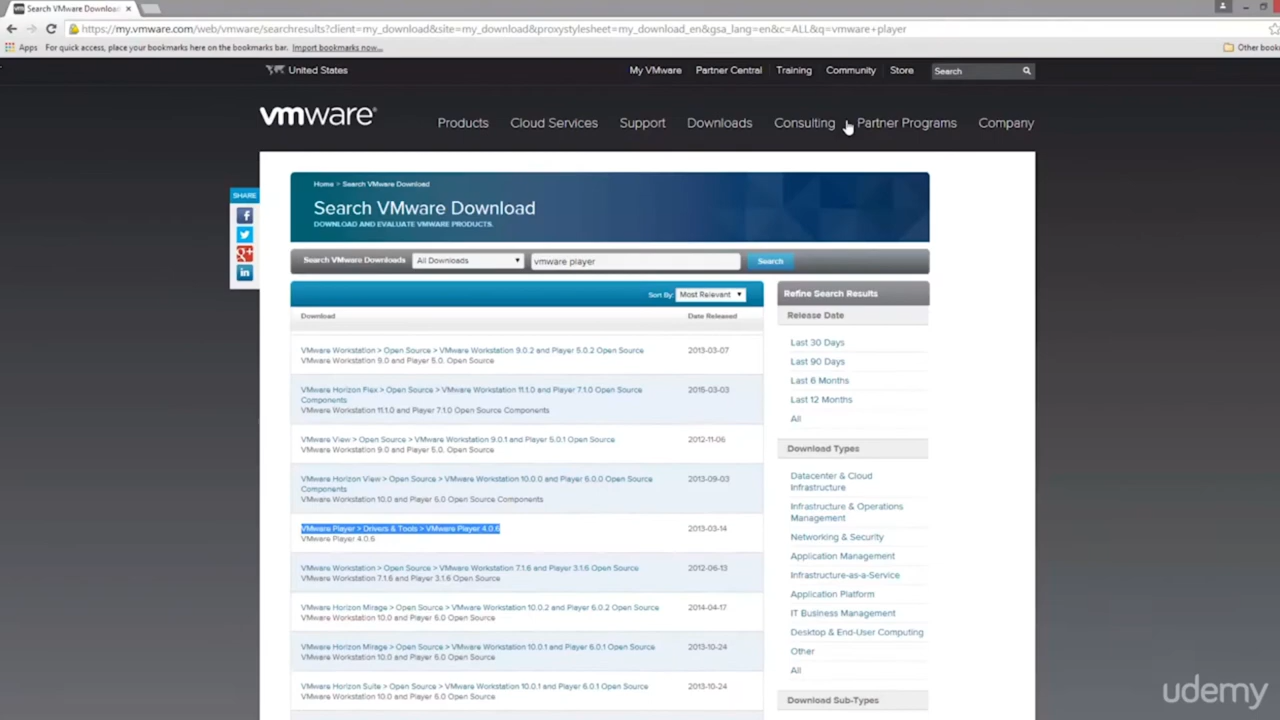 Search VMware Download
https://my.vmware.com/web/vmware/searchresults?client=my_download&site=my_download&proxystylesheet=my_download_en&gsa_lang=en&c=ALL&q=vmware+player
Apps For quick access, place your bookmarks here on the bookmarks bar. Import bookmarks now...
Other book
United States
My VMware Partner Central Training Community Store Search
vmware®
Products Cloud Services Support Downloads Consulting Partner Programs Company
SHARE
Home > Search VMware Download
Search VMware Download
DOWNLOAD AND EVALUATE VMWARE PRODUCTS.
Search VMware Downloads All Downloads vmware player Search
Sort By: Most Relevant
Download Date Released
VMware Workstation > Open Source > VMware Workstation 9.0.2 and Player 5.0.2 Open Source 2013-03-07
VMware Workstation 9.0 and Player 5.0. Open Source
VMware Horizon Flex > Open Source > VMware Workstation 11.1.0 and Player 7.1.0 Open Source
Components
VMware Workstation 11.1.0 and Player 7.1.0 Open Source Components
VMware View > Open Source > VMware Workstation 9.0.1 and Player 5.0.1 Open Source 2012-11-06
VMware Workstation 9.0 and Player 5.0. Open Source
VMware Horizon View > Open Source > VMware Workstation 10.0.0 and Player 6.0.0 Open Source 2013-09-03
Components
VMware Workstation 10.0 and Player 6.0 Open Source Components
VMware Player > Drivers & Tools > VMware Player 4.0.6 2013-03-14
VMware Player 4.0.6
VMware Workstation > Open Source > VMware Workstation 7.1.6 and Player 3.1.6 Open Source 2012-06-13
VMware Workstation 7.1.6 and Player 3.1.6 Open Source
VMware Horizon Mirage > Open Source > VMware Workstation 10.0.2 and Player 6.0.2 Open Source 2014-04-17
VMware Workstation 10.0 and Player 6.0 Open Source
VMware Horizon Mirage > Open Source > VMware Workstation 10.0.1 and Player 6.0.1 Open Source 2013-10-24
VMware Workstation 10.0 and Player 6.0 Open Source
VMware Horizon Suite > Open Source > VMware Workstation 10.0.1 and Player 6.0.1 Open Source 2013-10-24
VMware Workstation 10.0 and Player 6.0 Open Source
Refine Search Results
Release Date
Last 30 Days
Last 90 Days
Last 6 Months
Last 12 Months
All
Download Types
Datacenter & Cloud
Infrastructure
Infrastructure & Operations
Management
Networking & Security
Application Management
Infrastructure-as-a-Service
Application Platform
IT Business Management
Desktop & End-User Computing
Other
All
Download Sub-Types
udemy